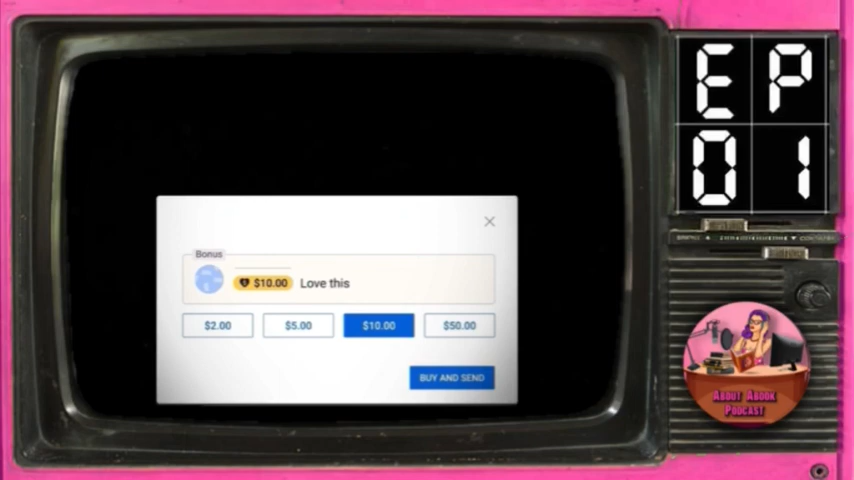 EP
01
Bonus
$10.00 Love this
$2.00 $5.00 $10.00 $50.00
BUY AND SEND
About Abook
Podcast